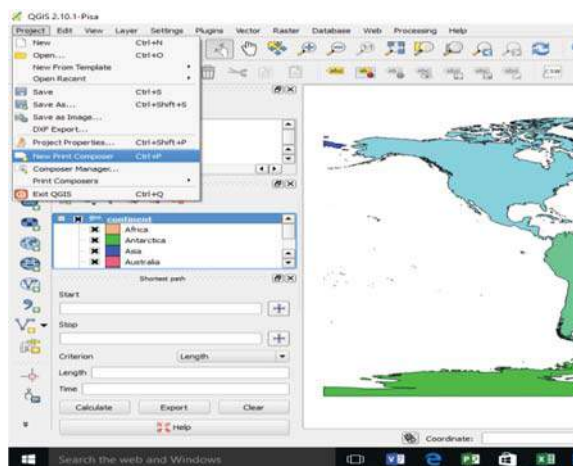 QGIS 2.10.1-Pisa
Project Edit View Layer Settings Plugins Vector Raster Database Web Processing Help
New Ctrl+N
Open... Ctrl+O
New From Template
Open Recent
Save Ctrl+S
Save As... Ctrl+Shift+S
Save as Image...
DXF Export...
Project Properties... Ctrl+Shift+P
New Print Composer Ctrl+P
Composer Manager...
Print Composers
Exit QGIS Ctrl+Q
continent
Africa
Antarctica
Asia
Australia
Shortest path
Start
Stop
Criterion Length
Length
Time
Calculate Export Clear
Help
Coordinate:
Search the web and Windows